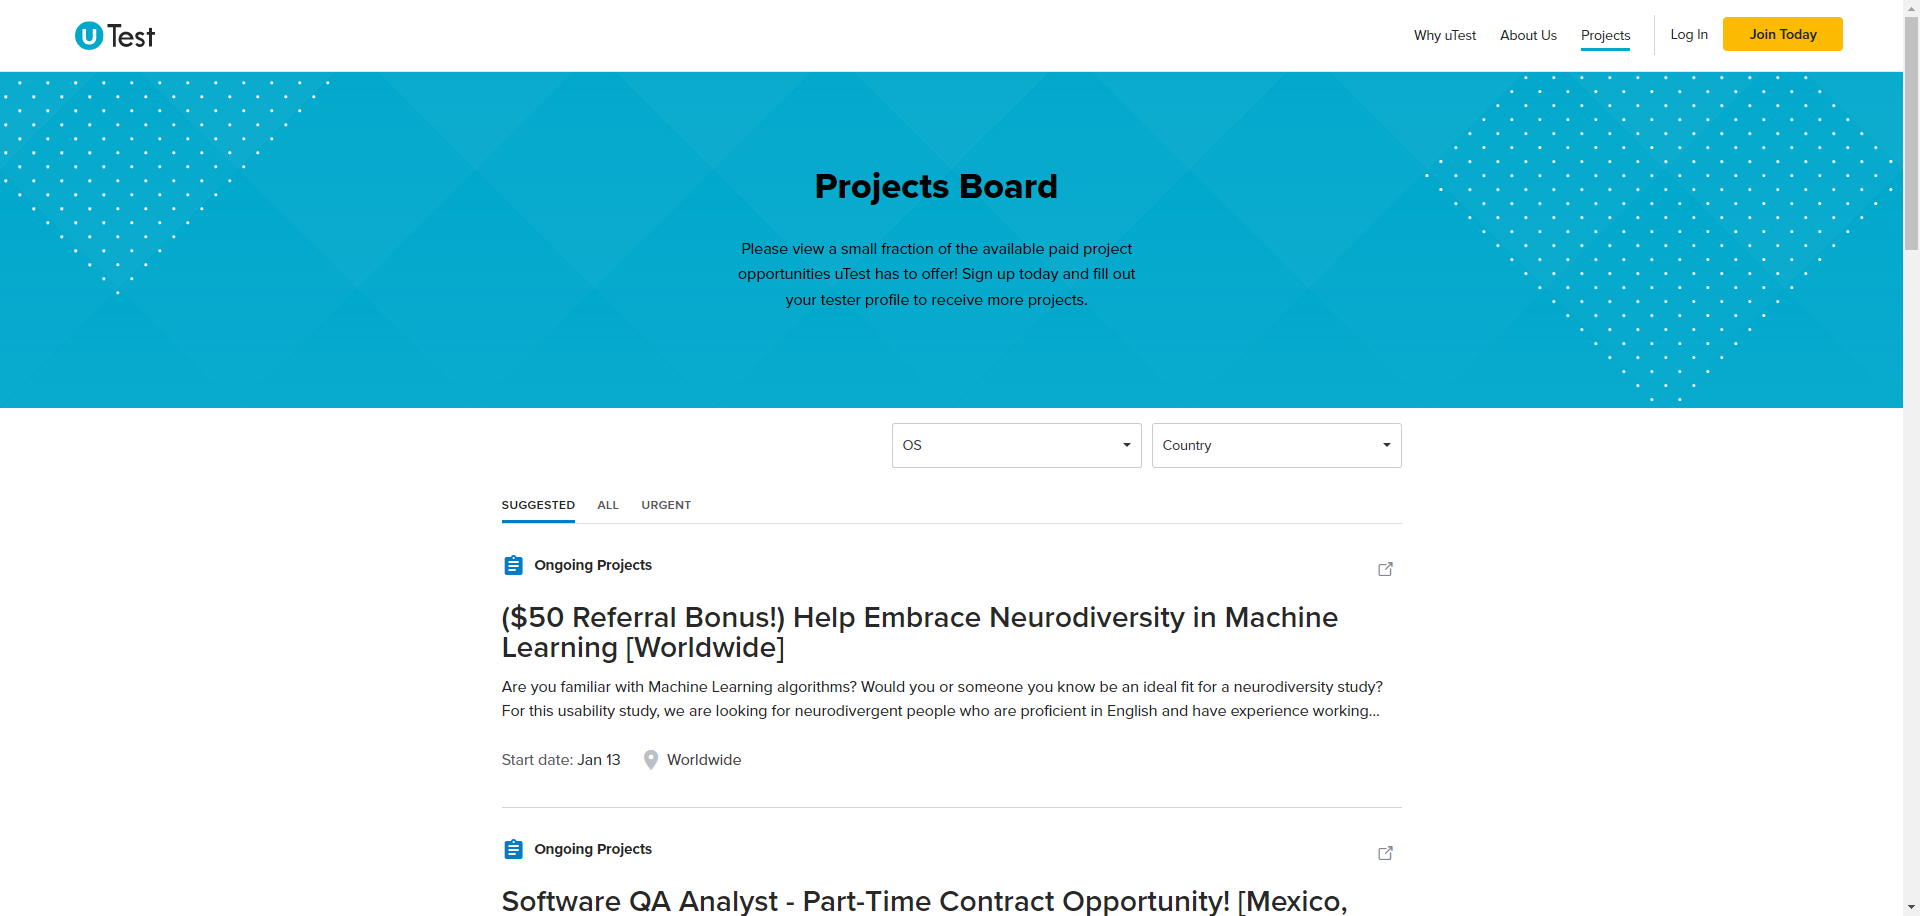 uTest
Why uTest
About Us
Projects
Log In
Join Today
Projects Board
Please view a small fraction of the available paid project
opportunities uTest has to offer! Sign up today and fill out
your tester profile to receive more projects.
OS
Country
SUGGESTED
ALL
URGENT
Ongoing Projects
($50 Referral Bonus!) Help Embrace Neurodiversity in Machine
Learning [Worldwide]
Are you familiar with Machine Learning algorithms? Would you or someone you know be an ideal fit for a neurodiversity study?
For this usability study, we are looking for neurodivergent people who are proficient in English and have experience working...
Start date: Jan 13
Worldwide
Ongoing Projects
Software QA Analyst - Part-Time Contract Opportunity! [Mexico,